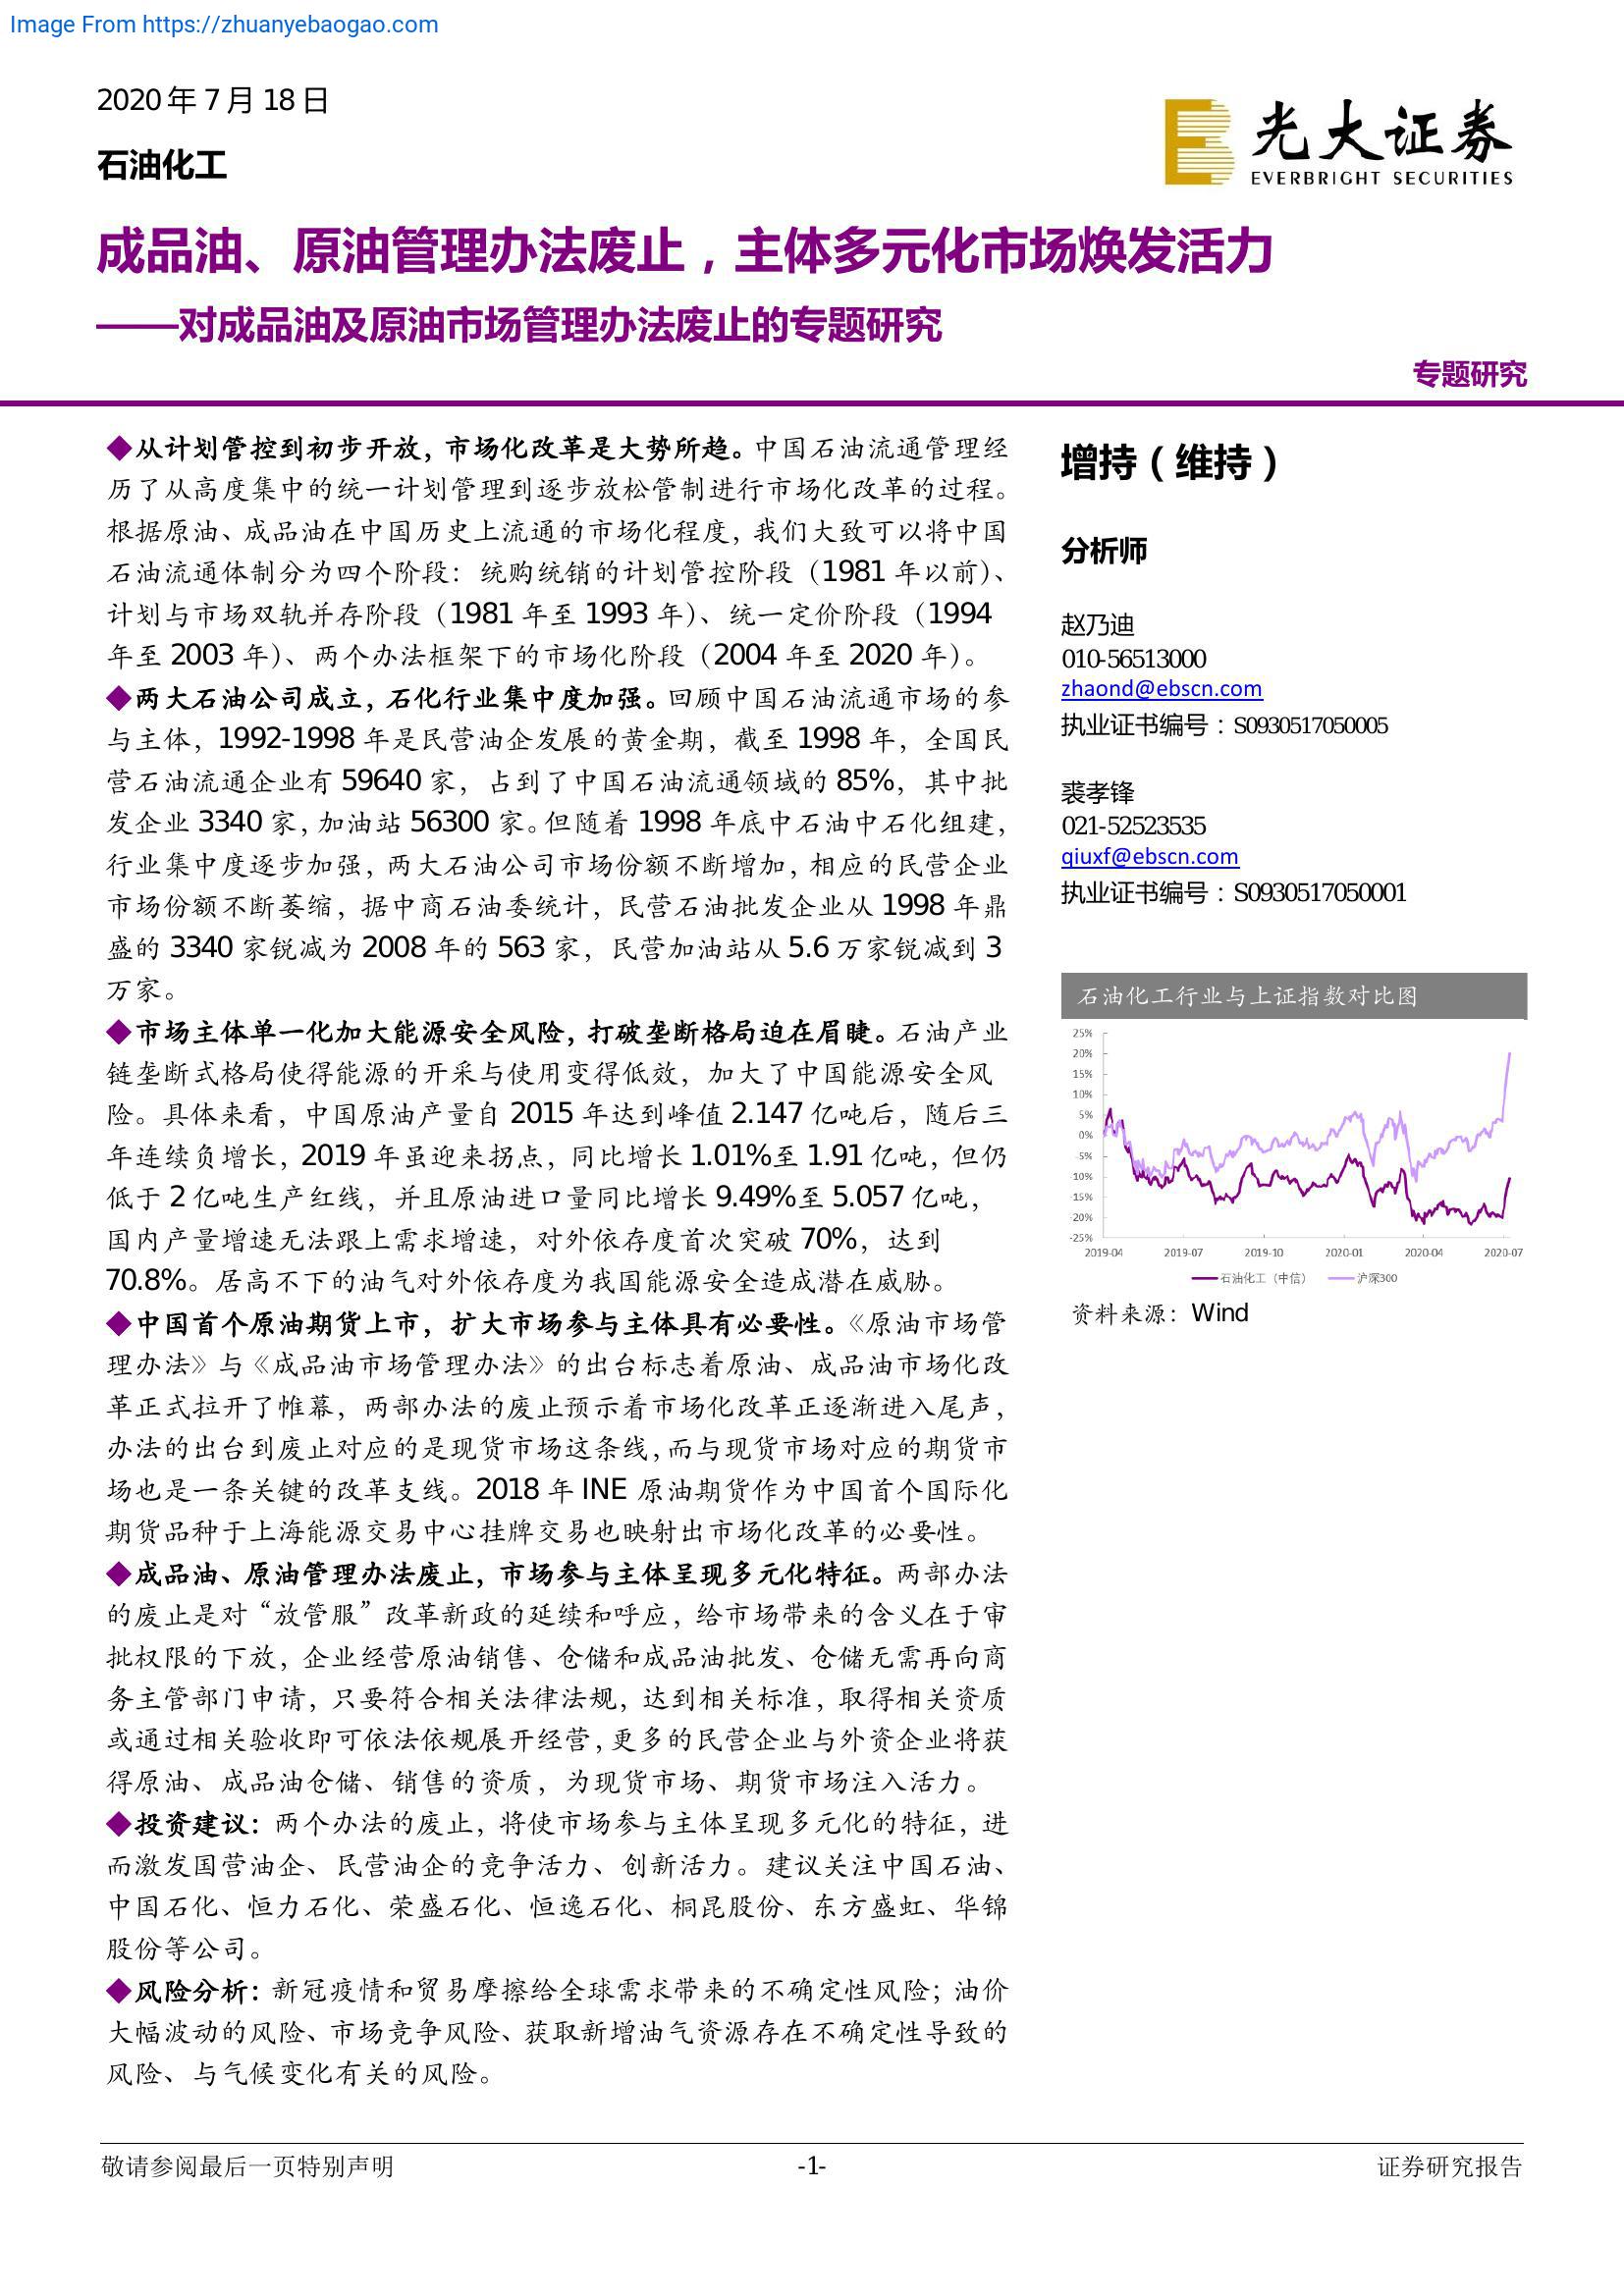 Image From https://zhuanyebaogao.com
2020 年 7 月 18 日
石油化工
光大证券
EVERBRIGHT SECURITIES
成品油、原油管理办法废止，主体多元化市场焕发活力
——对成品油及原油市场管理办法废止的专题研究
专题研究
◆从计划管控到初步开放，市场化改革是大势所趋。中国石油流通管理经
历了从高度集中的统一计划管理到逐步放松管制进行市场化改革的过程。
根据原油、成品油在中国历史上流通的市场化程度，我们大致可以将中国
石油流通体制分为四个阶段：统购统销的计划管控阶段（1981 年以前）、
计划与市场双轨并存阶段（1981 年至 1993 年）、统一定价阶段（1994
年至 2003 年）、两个办法框架下的市场化阶段（2004 年至 2020 年）。
◆两大石油公司成立，石化行业集中度加强。回顾中国石油流通市场的参
与主体，1992-1998 年是民营油企发展的黄金期，截至 1998 年，全国民
营石油流通企业有 59640 家，占到了中国石油流通领域的 85%，其中批
发企业 3340 家，加油站 56300 家。但随着 1998 年底中石油中石化组建，
行业集中度逐步加强，两大石油公司市场份额不断增加，相应的民营企业
市场份额不断萎缩，据中商石油委统计，民营石油批发企业从 1998 年鼎
盛的 3340 家锐减为 2008 年的 563 家，民营加油站从 5.6 万家锐减到 3
万家。
◆市场主体单一化加大能源安全风险，打破垄断格局迫在眉睫。石油产业
链垄断式格局使得能源的开采与使用变得低效，加大了中国能源安全风
险。具体来看，中国原油产量自 2015 年达到峰值 2.147 亿吨后，随后三
年连续负增长，2019 年虽迎来拐点，同比增长 1.01%至 1.91 亿吨，但仍
低于 2 亿吨生产红线，并且原油进口量同比增长 9.49%至 5.057 亿吨，
国内产量增速无法跟上需求增速，对外依存度首次突破 70%，达到
70.8%。居高不下的油气对外依存度为我国能源安全造成潜在威胁。
◆中国首个原油期货上市，扩大市场参与主体具有必要性。《原油市场管
理办法》与《成品油市场管理办法》的出台标志着原油、成品油市场化改
革正式拉开了帷幕，两部办法的废止预示着市场化改革正逐渐进入尾声，
办法的出台到废止对应的是现货市场这条线，而与现货市场对应的期货市
场也是一条关键的改革支线。2018 年 INE 原油期货作为中国首个国际化
期货品种于上海能源交易中心挂牌交易也映射出市场化改革的必要性。
◆成品油、原油管理办法废止，市场参与主体呈现多元化特征。两部办法
的废止是对“放管服”改革新政的延续和呼应，给市场带来的含义在于审
批权限的下放，企业经营原油销售、仓储和成品油批发、仓储无需再向商
务主管部门申请，只要符合相关法律法规，达到相关标准，取得相关资质
或通过相关验收即可依法依规展开经营，更多的民营企业与外资企业将获
得原油、成品油仓储、销售的资质，为现货市场、期货市场注入活力。
◆投资建议：两个办法的废止，将使市场参与主体呈现多元化的特征，进
而激发国营油企、民营油企的竞争活力、创新活力。建议关注中国石油、
中国石化、恒力石化、荣盛石化、恒逸石化、桐昆股份、东方盛虹、华锦
股份等公司。
◆风险分析：新冠疫情和贸易摩擦给全球需求带来的不确定性风险；油价
大幅波动的风险、市场竞争风险、获取新增油气资源存在不确定性导致的
风险、与气候变化有关的风险。
增持（维持）
分析师
赵乃迪
010-56513000
zhaond@ebscn.com
执业证书编号：S0930517050005
裘孝锋
021-52523535
qiuxf@ebscn.com
执业证书编号：S0930517050001
石油化工行业与上证指数对比图
25%
20%
15%
10%
5%
0%
-5%
-10%
-15%
-20%
-25%
2019-04 2019-07 2019-10 2020-01 2020-04 2020-07
石油化工（中信） 沪深300
资料来源：Wind
敬请参阅最后一页特别声明 -1- 证券研究报告